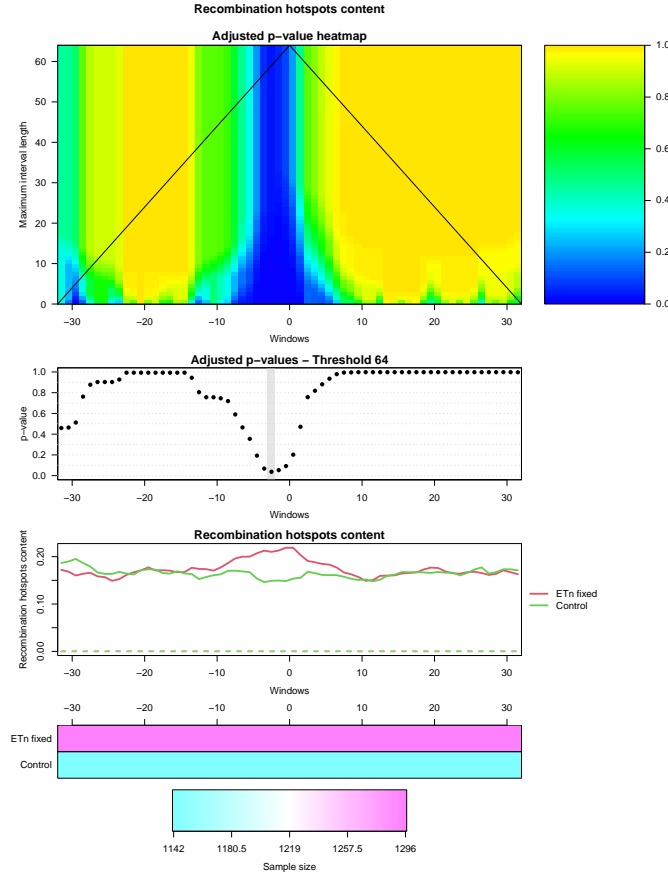 Recombination hotspots content
Adjusted p−value heatmap
Maximum interval length
60
50
40
30
20
10
0
−30 −20 −10 0 10 20 30
Windows
1.0
0.8
0.6
0.4
0.2
0.0
Adjusted p−values − Threshold 64
p−value
1.0
0.8
0.6
0.4
0.2
0.0
−30 −20 −10 0 10 20 30
Windows
Recombination hotspots content
Recombination hotspots content
0.20
0.10
0.00
ETn fixed
Control
−30 −20 −10 0 10 20 30
Windows
−30 −20 −10 0 10 20 30
ETn fixed
Control
1142 1180.5 1219 1257.5 1296
Sample size